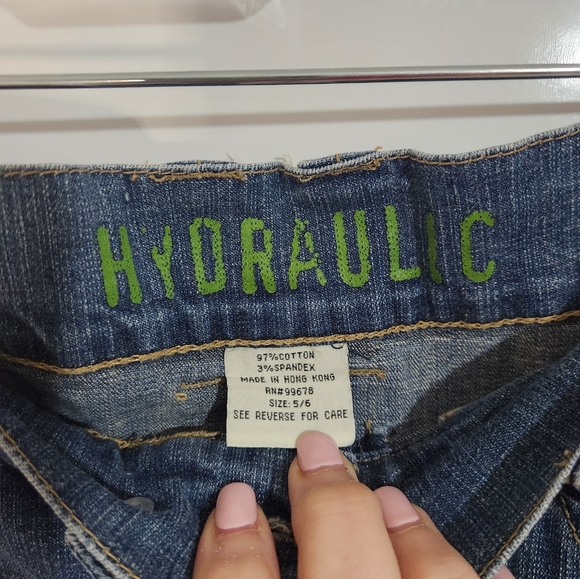 HYDRAULIC
97%COTTON
3%SPANDEX
MADE IN HONG KONG
RN#99678
SIZE: 5/6
SEE REVERSE FOR CARE